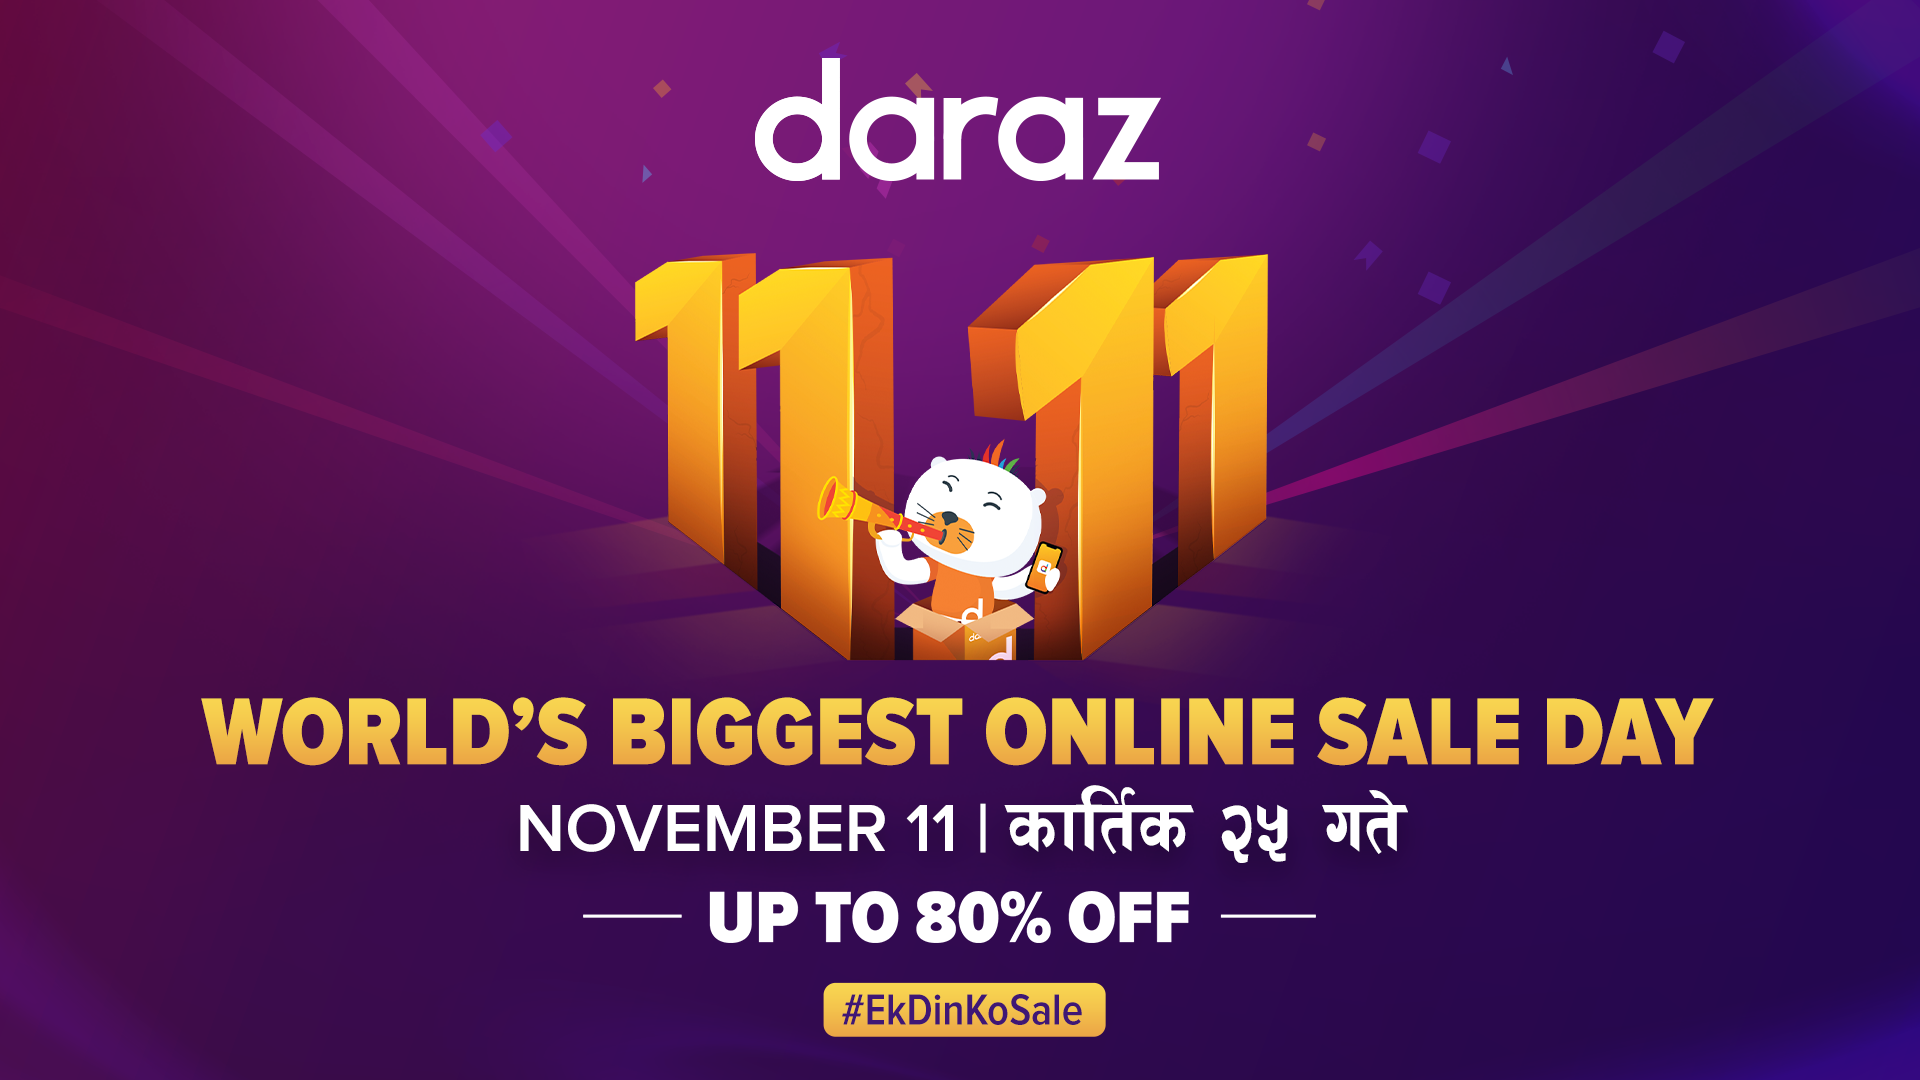 daraz
11 11
WORLD'S BIGGEST ONLINE SALE DAY
NOVEMBER 11 | कार्तिक २५ गते
UP TO 80% OFF
#EkDinKoSale